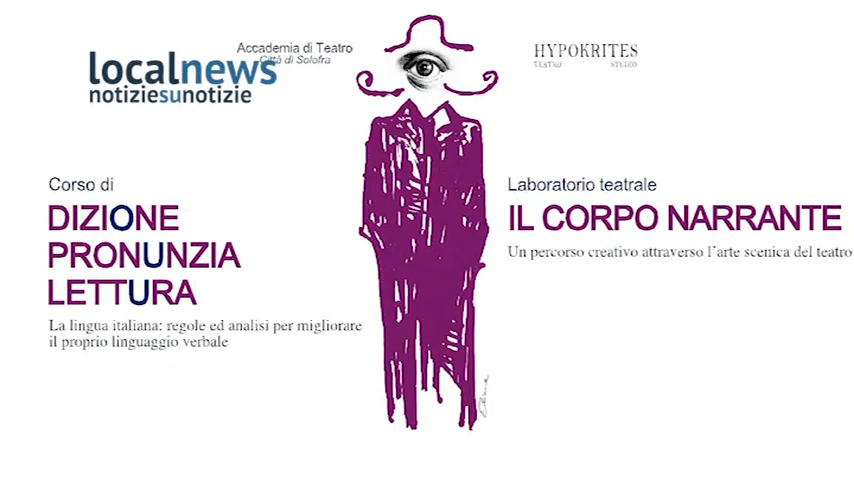 localnews
notiziesunotizie
Accademia di Teatro
Città di Solofra
HYPOKRITES
TEATRO STUDIO
Corso di
DIZIONE
PRONUNZIA
LETTURA
La lingua italiana: regole ed analisi per migliorare
il proprio linguaggio verbale
Laboratorio teatrale
IL CORPO NARRANTE
Un percorso creativo attraverso l'arte scenica del teatro